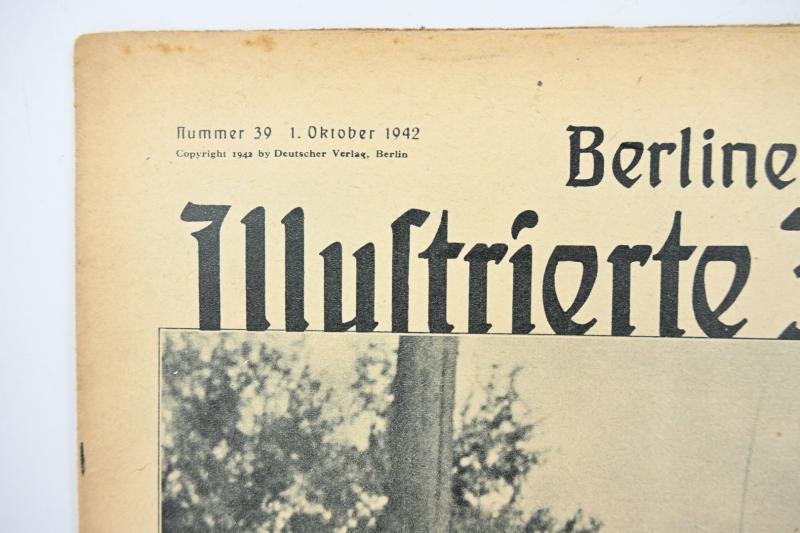 Nummer 39 1. Oktober 1942
Copyright 1942 by Deutscher Verlag, Berlin
Berline
Illustrierte